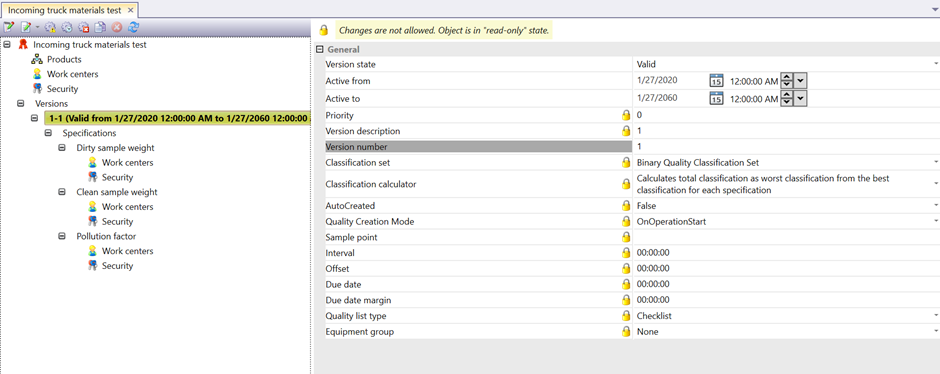 Incoming truck materials test
Incoming truck materials test
Products
Work centers
Security
Versions
1-1 (Valid from 1/27/2020 12:00:00 AM to 1/27/2060 12:00:00
Specifications
Dirty sample weight
Work centers
Security
Clean sample weight
Work centers
Security
Pollution factor
Work centers
Security
Changes are not allowed. Object is in "read-only" state.
General
Version state Valid
Active from 1/27/2020 15 12:00:00 AM
Active to 1/27/2060 15 12:00:00 AM
Priority 0
Version description 1
Version number 1
Classification set Binary Quality Classification Set
Classification calculator Calculates total classification as worst classification from the best
classification for each specification
AutoCreated False
Quality Creation Mode OnOperationStart
Sample point
Interval 00:00:00
Offset 00:00:00
Due date 00:00:00
Due date margin 00:00:00
Quality list type Checklist
Equipment group None